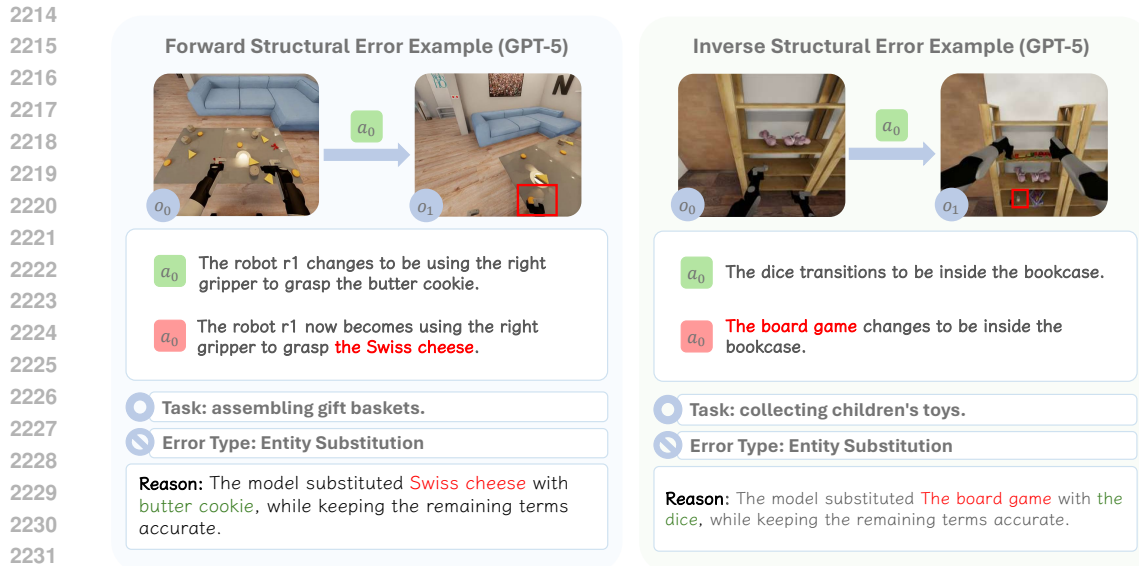 2214
2215
2216
2217
2218
2219
2220
2221
2222
2223
2224
2225
2226
2227
2228
2229
2230
2231
Forward Structural Error Example (GPT-5)
a₀
o₀
o₁
N
a₀
The robot r1 changes to be using the right
gripper to grasp the butter cookie.
a₀
The robot r1 now becomes using the right
gripper to grasp the Swiss cheese.
Task: assembling gift baskets.
Error Type: Entity Substitution
Reason: The model substituted Swiss cheese with
butter cookie, while keeping the remaining terms
accurate.
Inverse Structural Error Example (GPT-5)
a₀
o₀
o₁
a₀
The dice transitions to be inside the bookcase.
a₀
The board game changes to be inside the
bookcase.
Task: collecting children's toys.
Error Type: Entity Substitution
Reason: The model substituted The board game with the
dice, while keeping the remaining terms accurate.